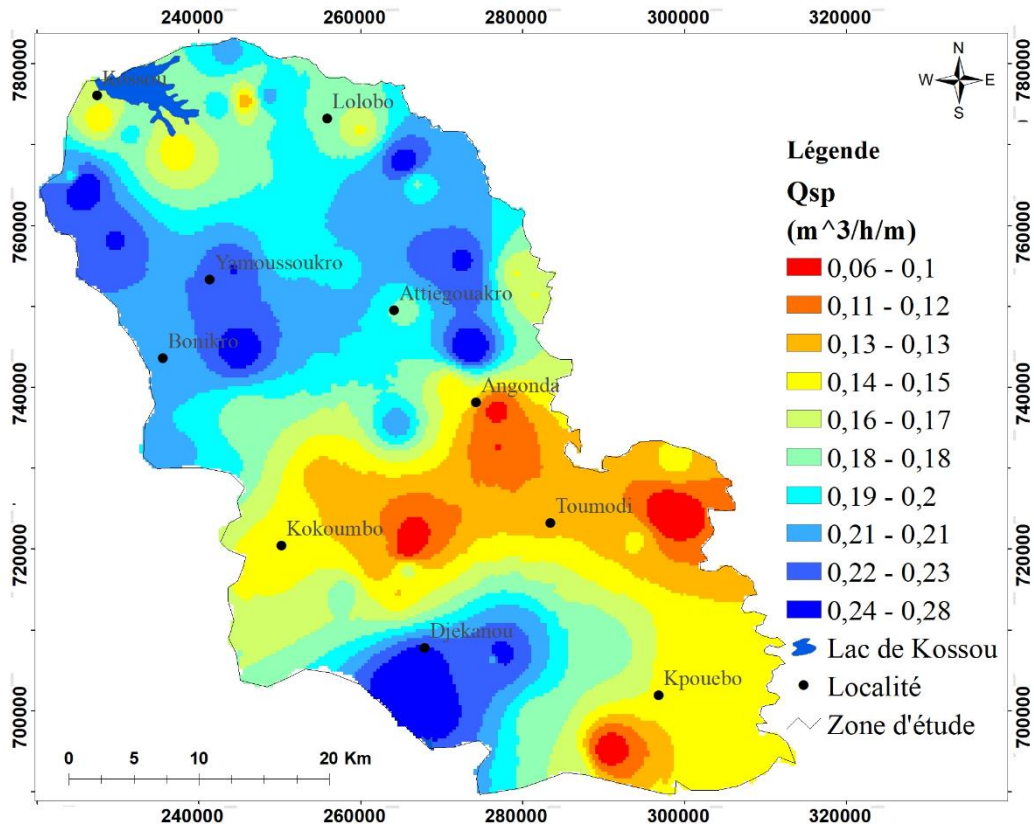 240000 260000 280000 300000 320000
780000
760000
740000
720000
700000
780000
760000
740000
720000
700000
N
W E
S
Kossou
Lolobo
Yamoussoukro
Attiegouakro
Bonikro
Angonda
Toumodi
Kokoumbo
Djekanou
Kpouebo
Légende
Qsp
(m^3/h/m)
0,06 - 0,1
0,11 - 0,12
0,13 - 0,13
0,14 - 0,15
0,16 - 0,17
0,18 - 0,18
0,19 - 0,2
0,21 - 0,21
0,22 - 0,23
0,24 - 0,28
Lac de Kossou
Localité
Zone d'étude
0 5 10 20 Km
240000 260000 280000 300000 320000